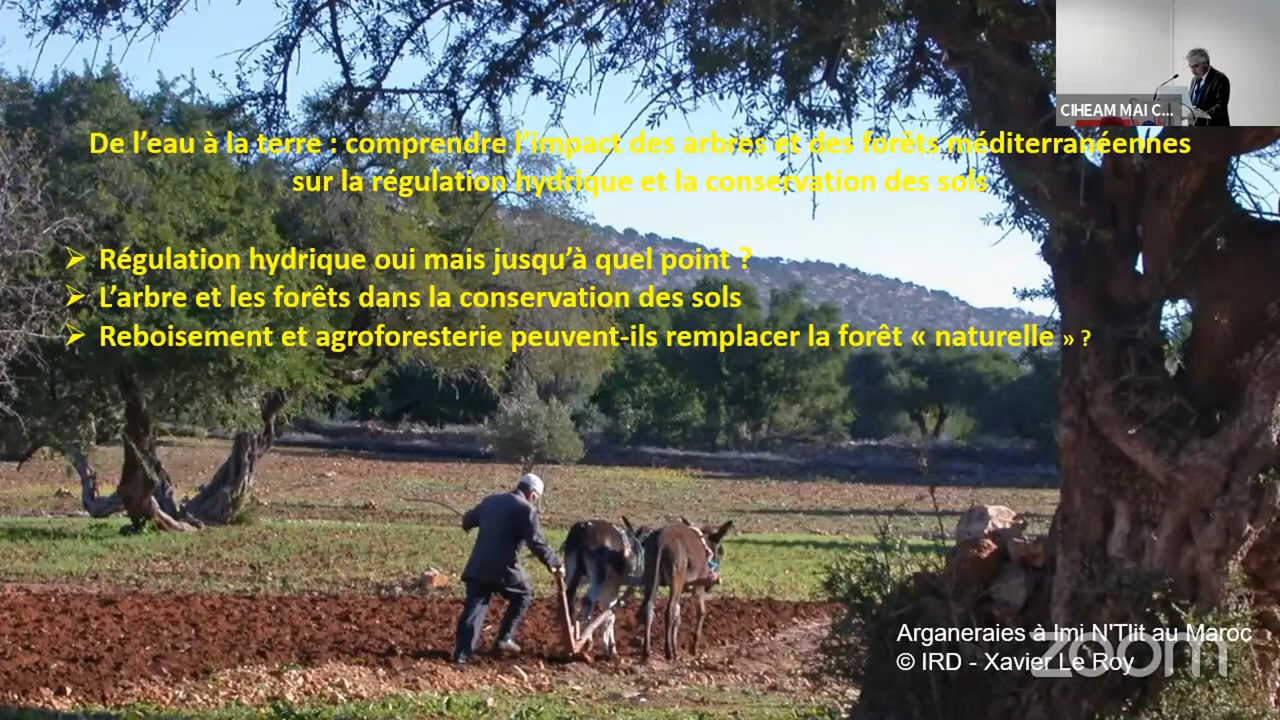 CIHEAM MAI C...
De l’eau à la terre : comprendre l’impact des arbres et des forêts méditerranéennes
sur la régulation hydrique et la conservation des sols
➢ Régulation hydrique oui mais jusqu’à quel point ?
➢ L’arbre et les forêts dans la conservation des sols
➢ Reboisement et agroforesterie peuvent-ils remplacer la forêt « naturelle » ?
Arganeraies à Imi N'Tlit au Maroc
© IRD - Xavier Le Roy
zoom